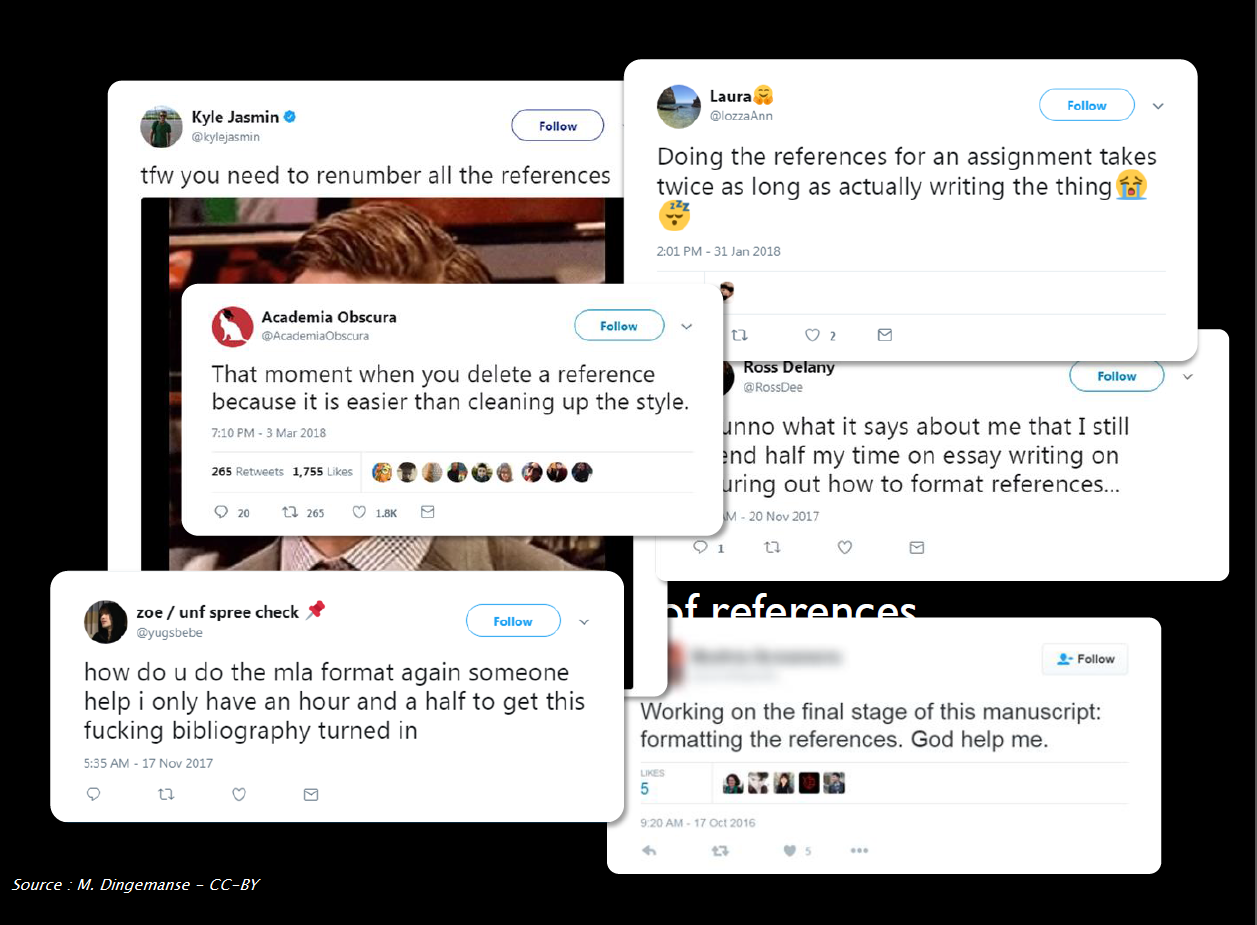 Kyle Jasmin
@kylejasmin
Follow
tfw you need to renumber all the references
Laura🤗
@lozzaAnn
Follow
Doing the references for an assignment takes
twice as long as actually writing the thing😭
😴
2:01 PM - 31 Jan 2018
2
Academia Obscura
@AcademiaObscura
Follow
That moment when you delete a reference
because it is easier than cleaning up the style.
7:10 PM - 3 Mar 2018
265 Retweets 1,755 Likes
20 265 1.8K
Ross Delany
@RossDee
Follow
unno what it says about me that I still
end half my time on essay writing on
uring out how to format references...
AM - 20 Nov 2017
1
of references
zoe / unf spree check 📌
@yugsbebe
Follow
how do u do the mla format again someone
help i only have an hour and a half to get this
fucking bibliography turned in
5:35 AM - 17 Nov 2017
Follow
Working on the final stage of this manuscript:
formatting the references. God help me.
LIKES
5
9:20 AM - 17 Oct 2016
5
Source : M. Dingemanse – CC-BY